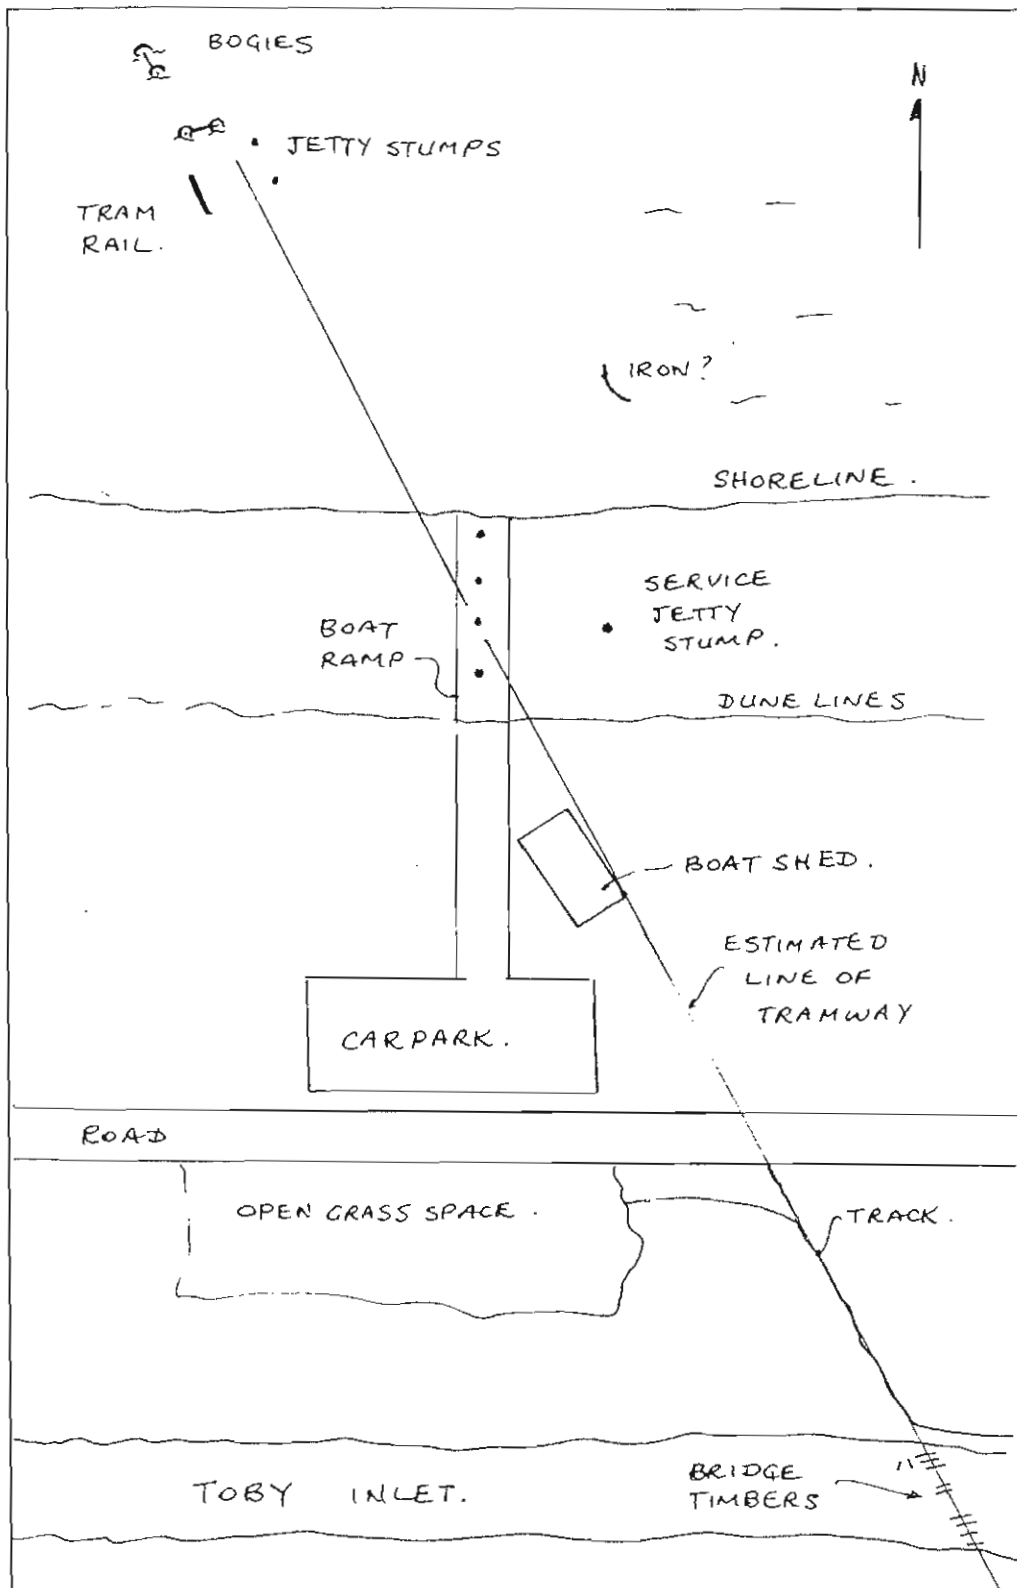 BOGIES
N
JETTY STUMPS
TRAM
RAIL.
IRON?
SHORELINE.
SERVICE
JETTY
STUMP.
BOAT
RAMP
DUNE LINES
BOAT SHED.
ESTIMATED
LINE OF
TRAMWAY
CARPARK.
ROAD
OPEN GRASS SPACE.
TRACK.
BRIDGE
TIMBERS
TOBY INLET.